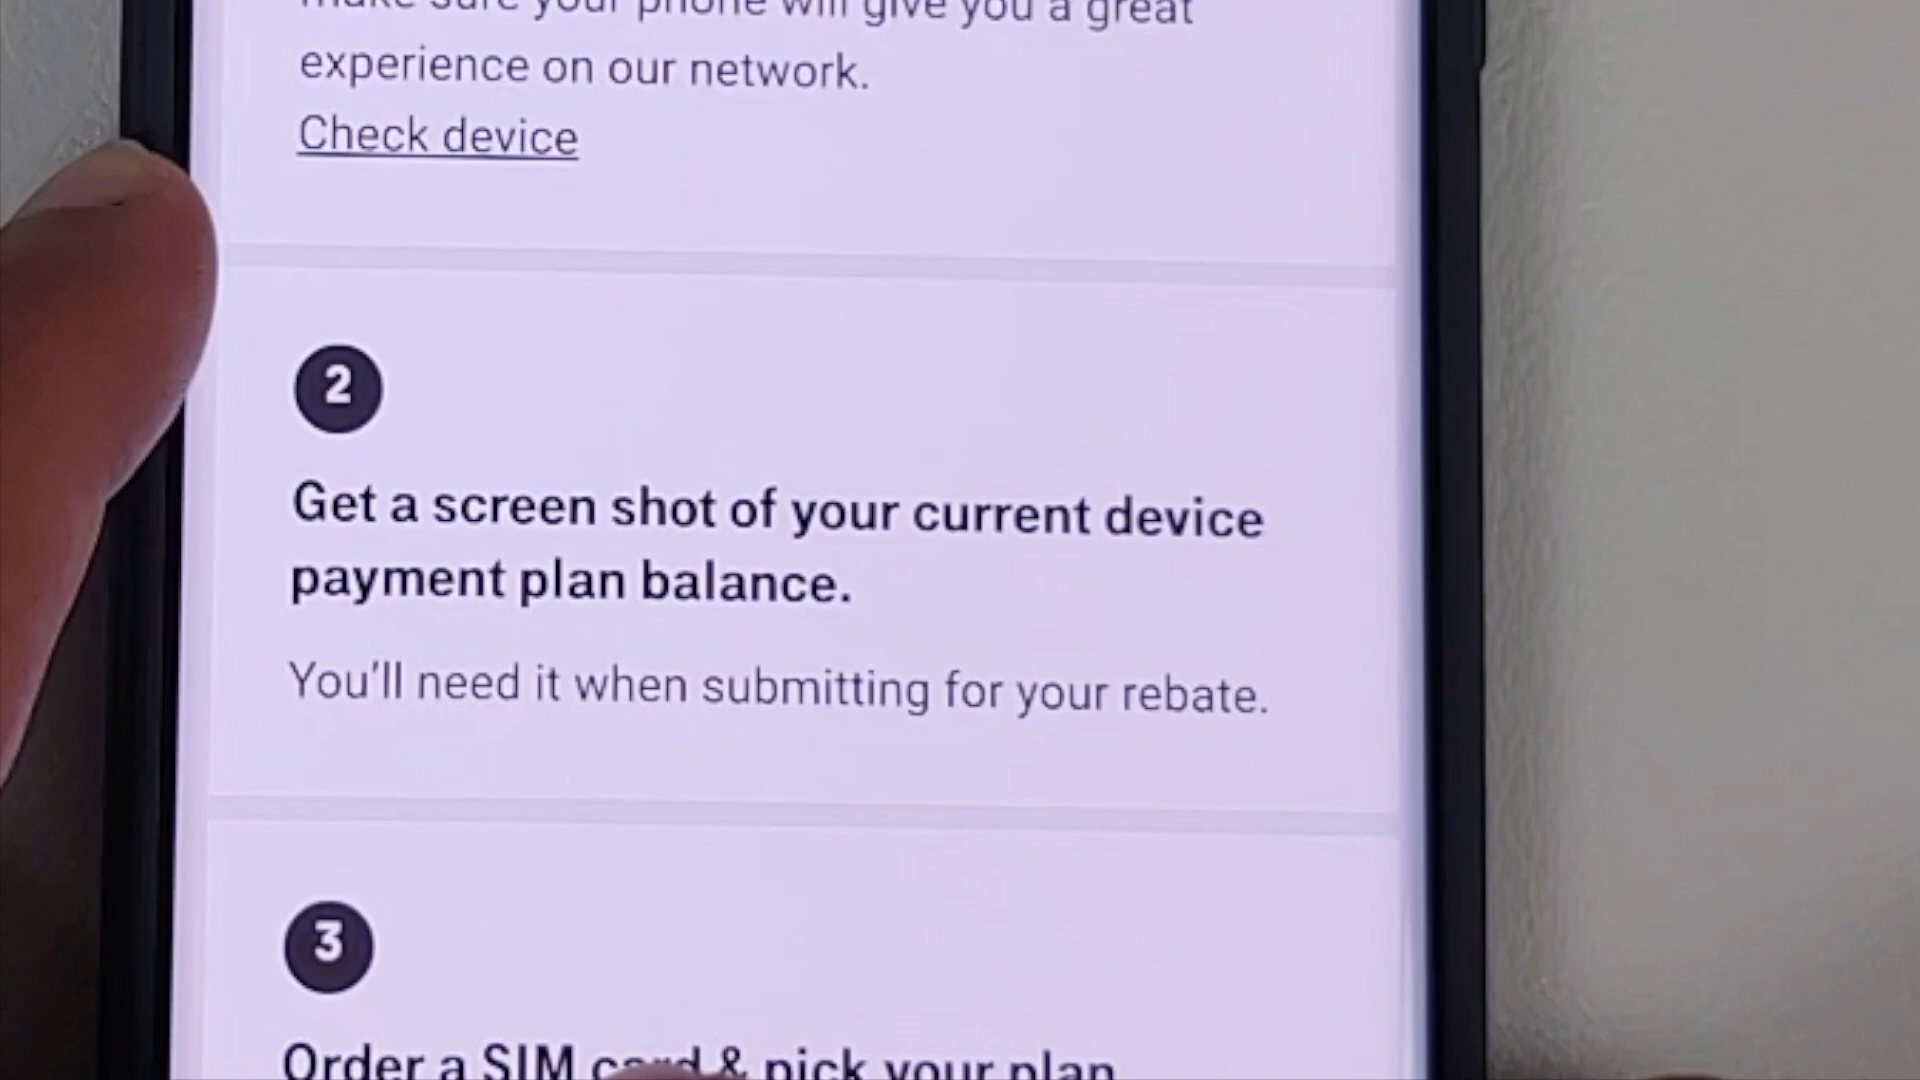 make sure your phone will give you a great
experience on our network.
Check device
2
Get a screen shot of your current device
payment plan balance.
You'll need it when submitting for your rebate.
3
Order a SIM card & pick your plan